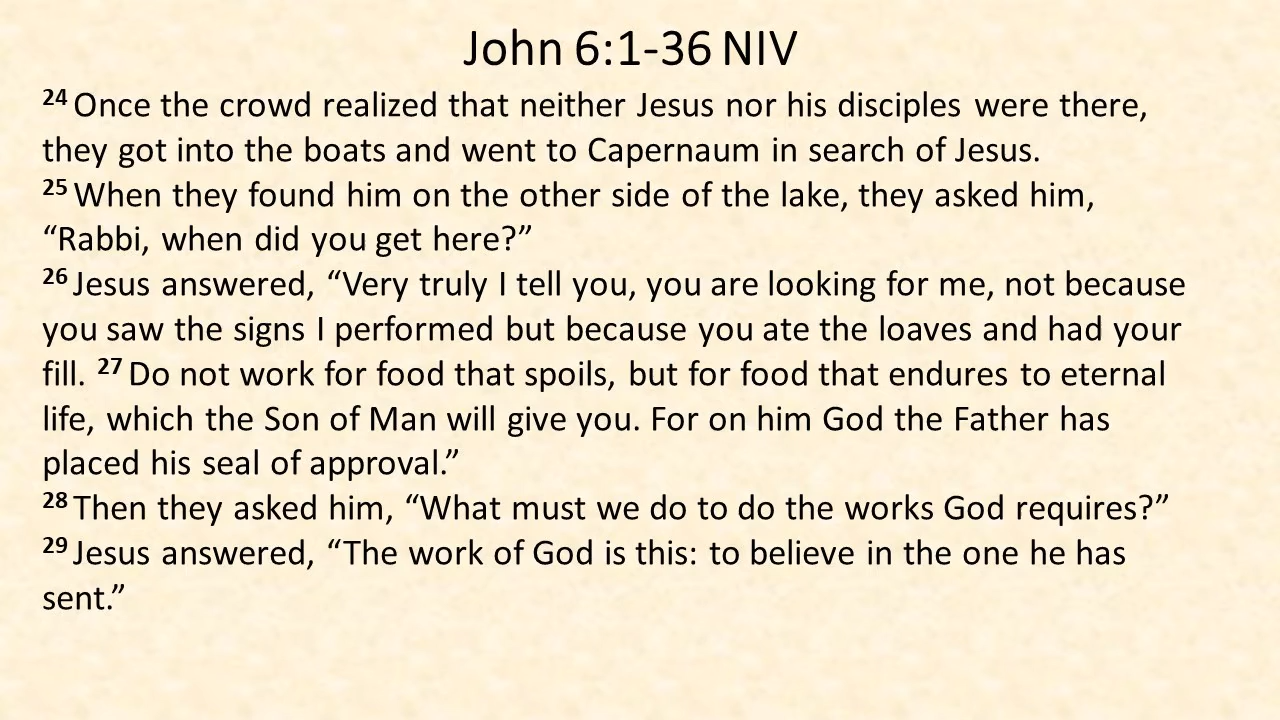 John 6:1-36 NIV
24 Once the crowd realized that neither Jesus nor his disciples were there,
they got into the boats and went to Capernaum in search of Jesus.
25 When they found him on the other side of the lake, they asked him,
“Rabbi, when did you get here?”
26 Jesus answered, “Very truly I tell you, you are looking for me, not because
you saw the signs I performed but because you ate the loaves and had your
fill. 27 Do not work for food that spoils, but for food that endures to eternal
life, which the Son of Man will give you. For on him God the Father has
placed his seal of approval.”
28 Then they asked him, “What must we do to do the works God requires?”
29 Jesus answered, “The work of God is this: to believe in the one he has
sent.”